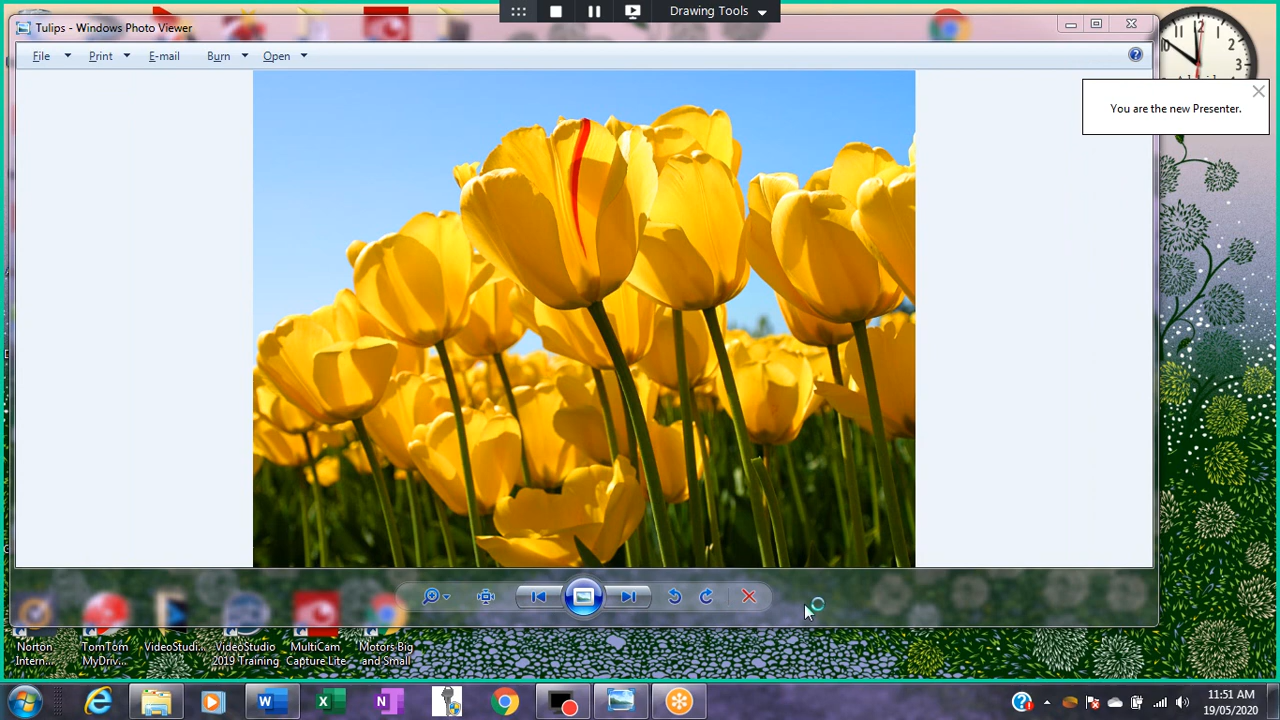 Drawing Tools
Tulips - Windows Photo Viewer
File Print E-mail Burn Open
You are the new Presenter.
Norton Intern...
TomTom MyDriv...
VideoStudi...
VideoStudio 2019 Training
MultiCam Capture Lite
Motors Big and Small
11:51 AM
19/05/2020